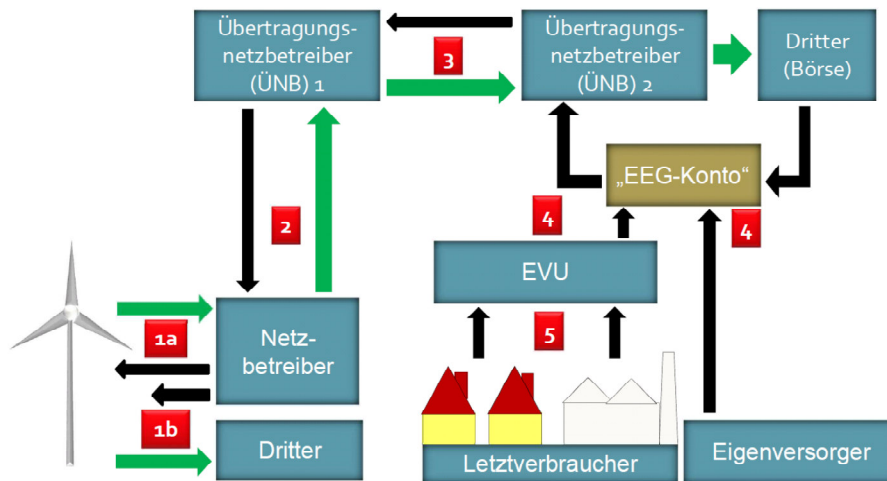 Übertragungs-
netzbetreiber
(ÜNB) 1
3
Übertragungs-
netzbetreiber
(ÜNB) 2
Dritter
(Börse)
„EEG-Konto“
2
4
4
EVU
1a
Netz-
betreiber
5
1b
Dritter
Letztverbraucher
Eigenversorger